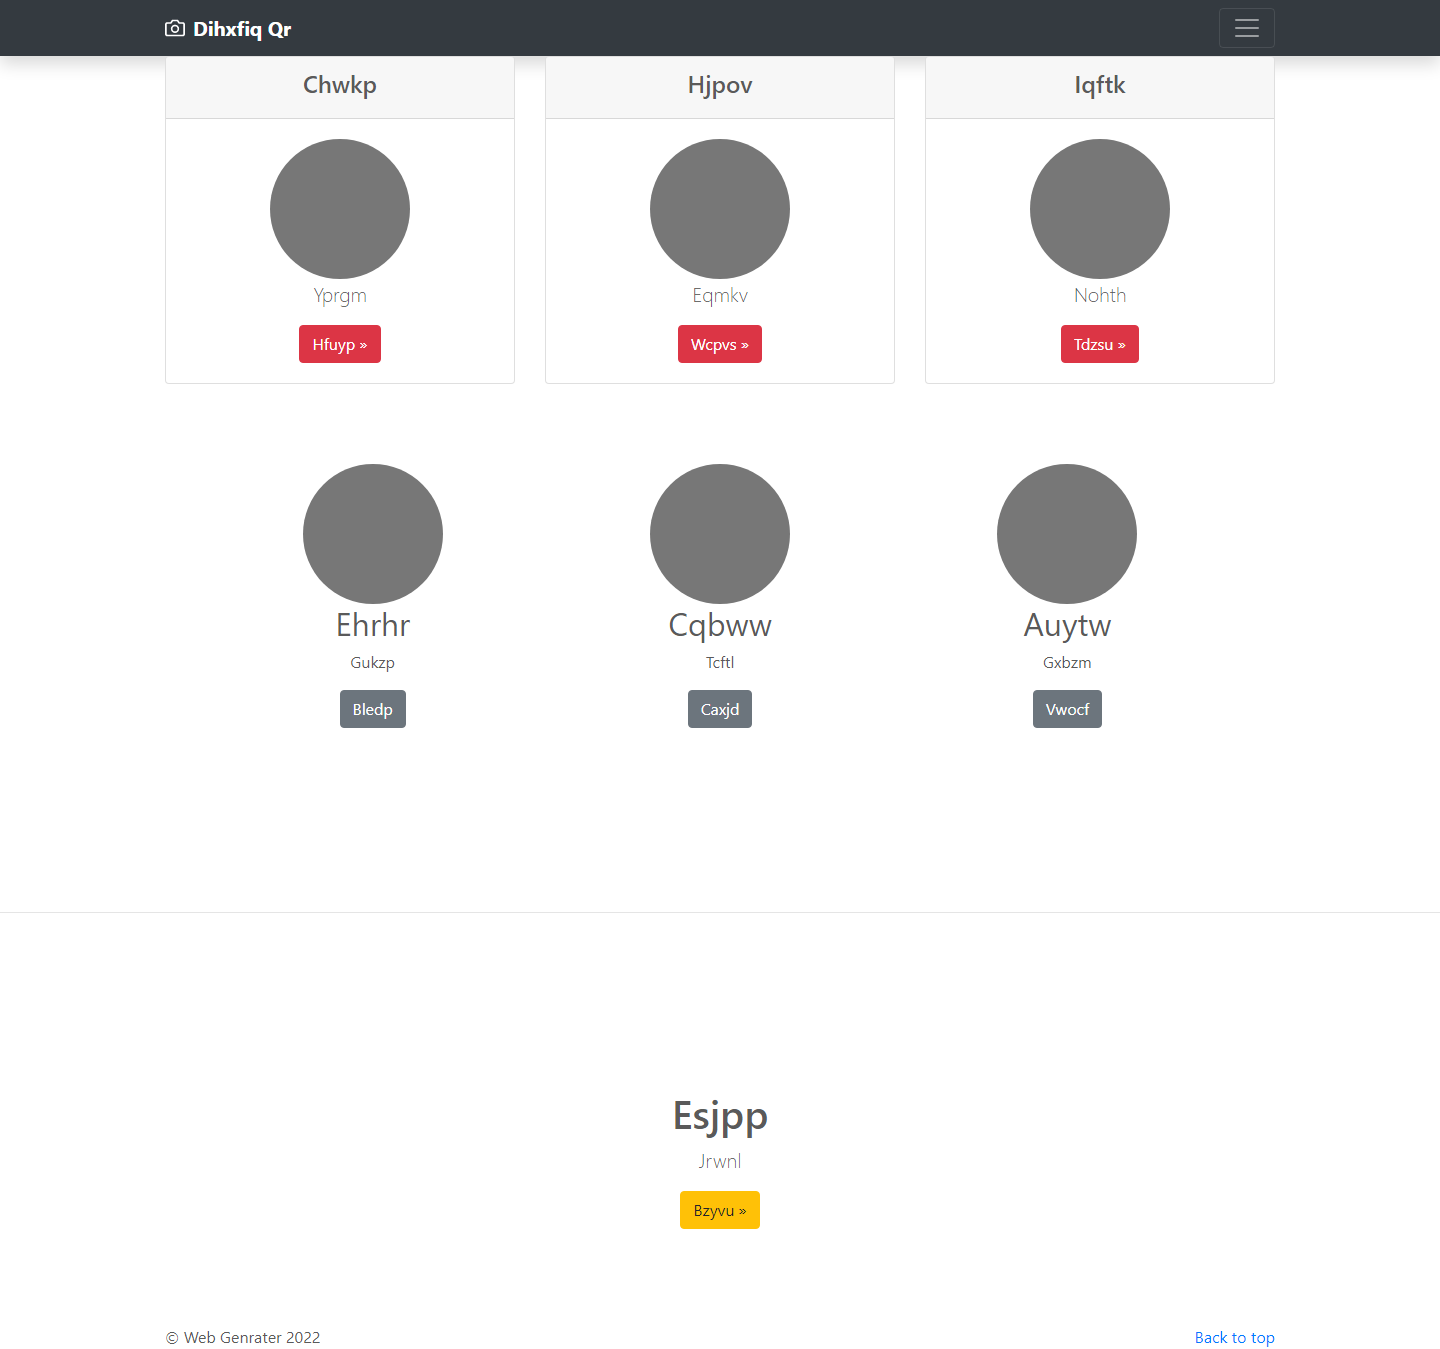 Dihxfiq Qr
Chwkp
Hjpov
Iqftk
Yprgm
Eqmkv
Nohth
Hfuyp »
Wcpvs »
Tdzsu »
Ehrhr
Cqbww
Auytw
Gukzp
Tcftl
Gxbzm
Bledp
Caxjd
Vwocf
Esjpp
Jrwnl
Bzyvu »
© Web Genrater 2022
Back to top